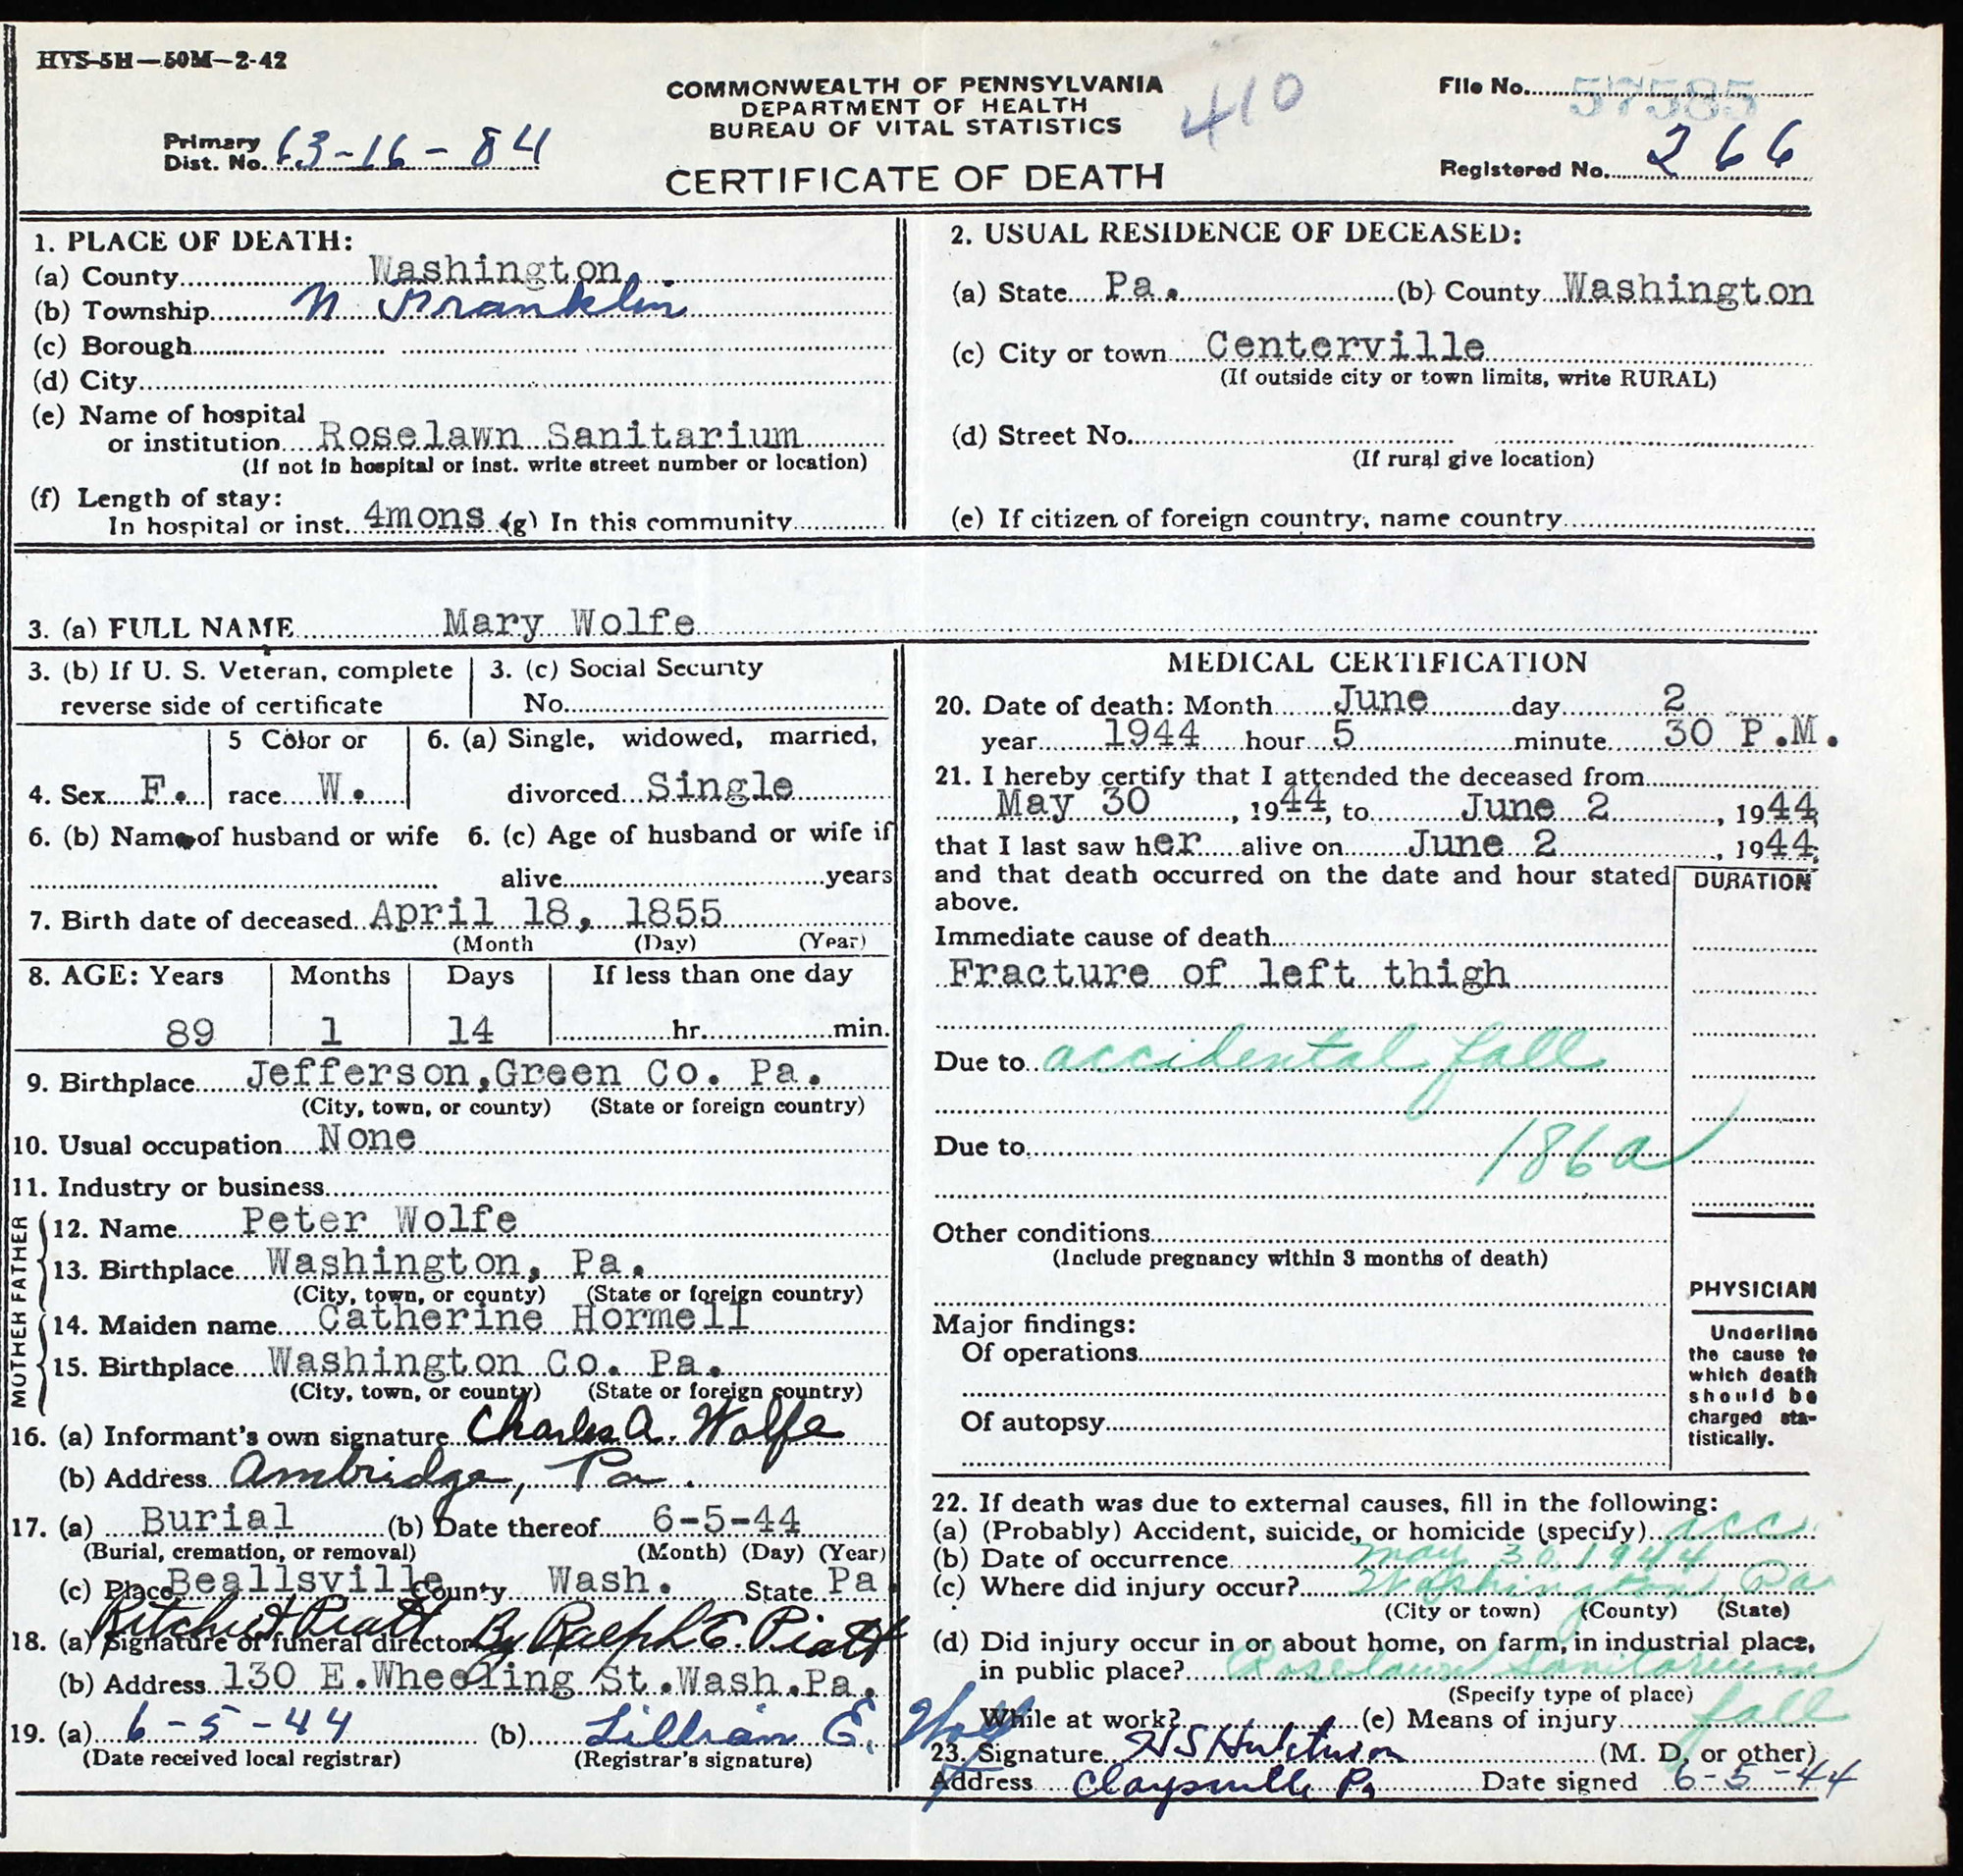 HVS-5H—50M—2-42
COMMONWEALTH OF PENNSYLVANIA
DEPARTMENT OF HEALTH
BUREAU OF VITAL STATISTICS
CERTIFICATE OF DEATH
410
File No. 57585
Primary
Dist. No. 63-16-84
Registered No. 266
1. PLACE OF DEATH:
(a) County Washington
(b) Township N Franklin
(c) Borough
(d) City
(e) Name of hospital
or institution Roselawn Sanitarium
(If not in hospital or inst. write street number or location)
(f) Length of stay:
In hospital or inst. 4mons (g) In this community
2. USUAL RESIDENCE OF DECEASED:
(a) State Pa. (b) County Washington
(c) City or town Centerville
(If outside city or town limits, write RURAL)
(d) Street No.
(If rural give location)
(e) If citizen of foreign country, name country
3. (a) FULL NAME Mary Wolfe
3. (b) If U. S. Veteran, complete
reverse side of certificate
3. (c) Social Security
No.
4. Sex F.
5 Color or
race W.
6. (a) Single, widowed, married,
divorced Single
6. (b) Name of husband or wife
6. (c) Age of husband or wife if
alive years
7. Birth date of deceased April 18, 1855
(Month (Day) (Year)
8. AGE: Years Months Days If less than one day
89 1 14 hr. min.
9. Birthplace Jefferson,Green Co. Pa.
(City, town, or county) (State or foreign country)
10. Usual occupation None
11. Industry or business
FATHER
12. Name Peter Wolfe
13. Birthplace Washington, Pa.
(City, town, or county) (State or foreign country)
MOTHER
14. Maiden name Catherine Hormell
15. Birthplace Washington Co. Pa.
(City, town, or county) (State or foreign country)
16. (a) Informant's own signature Charles A. Wolfe
(b) Address Ambridge, Pa.
17. (a) Burial (b) Date thereof 6-5-44
(Burial, cremation, or removal) (Month) (Day) (Year)
(c) Place Beallsville County Wash. State Pa.
18. (a) Signature of funeral director Ritchie & Piatt By Ralph E. Piatt
(b) Address 130 E.Wheeling St.Wash.Pa.
19. (a) 6-5-44 (b) Lillian E. Wolf
(Date received local registrar) (Registrar's signature)
MEDICAL CERTIFICATION
20. Date of death: Month June day 2
year 1944 hour 5 minute 30 P.M.
21. I hereby certify that I attended the deceased from
May 30, 1944, to June 2, 1944,
that I last saw her alive on June 2, 1944;
and that death occurred on the date and hour stated
above.
DURATION
Immediate cause of death
Fracture of left thigh
Due to accidental fall
Due to
186a
Other conditions
(Include pregnancy within 3 months of death)
Major findings:
Of operations
Of autopsy
PHYSICIAN
Underline
the cause to
which death
should be
charged sta-
tistically.
22. If death was due to external causes, fill in the following:
(a) (Probably) Accident, suicide, or homicide (specify) acc
(b) Date of occurrence May 30 1944
(c) Where did injury occur? Washington Pa
(City or town) (County) (State)
(d) Did injury occur in or about home, on farm, in industrial place,
in public place? Roselawn Sanitarium
(Specify type of place)
While at work? (e) Means of injury fall
23. Signature (M. D. or other)
Address Claysville Pa Date signed 6-5-44